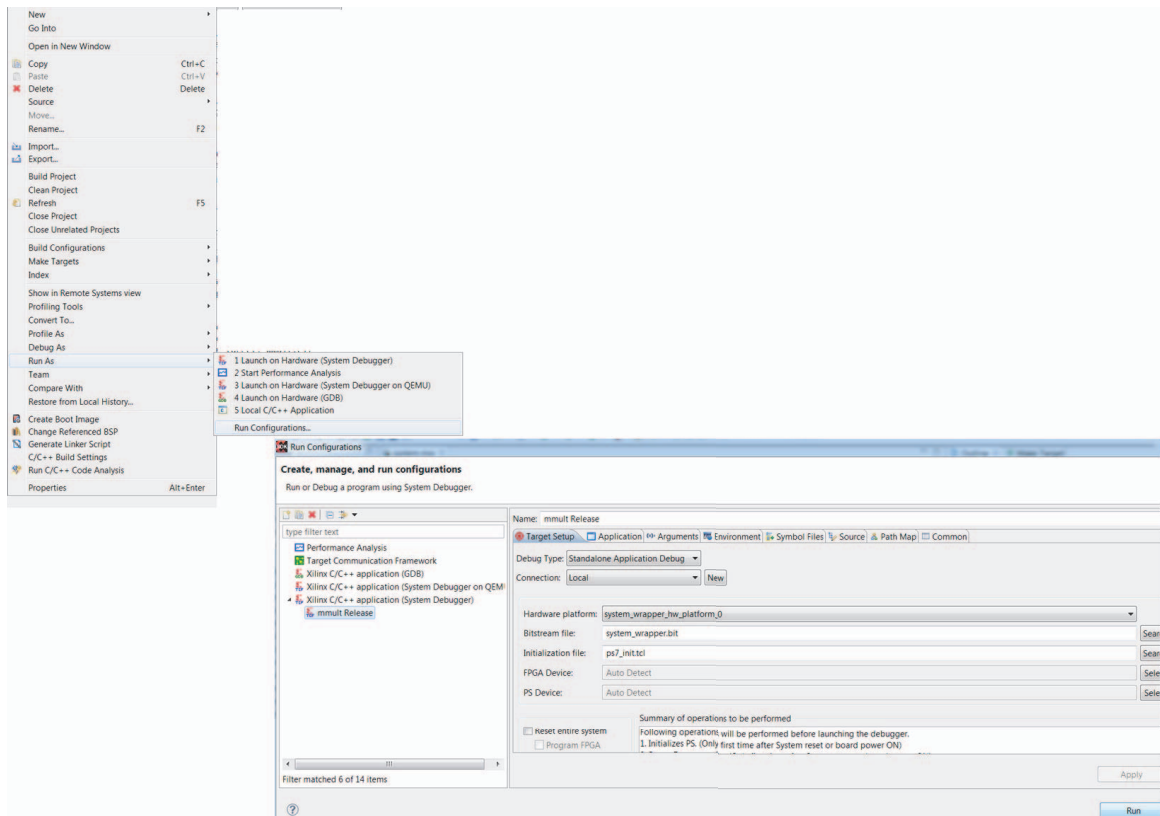 New
Go Into
Open in New Window
Copy Ctrl+C
Paste Ctrl+V
Delete Delete
Source
Move...
Rename... F2
Import...
Export...
Build Project
Clean Project
Refresh F5
Close Project
Close Unrelated Projects
Build Configurations
Make Targets
Index
Show in Remote Systems view
Profiling Tools
Convert To...
Profile As
Debug As
Run As
Team
Compare With
Restore from Local History...
Create Boot Image
Change Referenced BSP
Generate Linker Script
C/C++ Build Settings
Run C/C++ Code Analysis
Properties Alt+Enter
1 Launch on Hardware (System Debugger)
2 Start Performance Analysis
3 Launch on Hardware (System Debugger on QEMU)
4 Launch on Hardware (GDB)
5 Local C/C++ Application
Run Configurations...
Run Configurations
Create, manage, and run configurations
Run or Debug a program using System Debugger.
type filter text
Performance Analysis
Target Communication Framework
Xilinx C/C++ application (GDB)
Xilinx C/C++ application (System Debugger on QEM
Xilinx C/C++ application (System Debugger)
mmult Release
Filter matched 6 of 14 items
Name: mmult Release
Target Setup Application Arguments Environment Symbol Files Source Path Map Common
Debug Type: Standalone Application Debug
Connection: Local New
Hardware platform: system_wrapper_hw_platform_0
Bitstream file: system_wrapper.bit Sear
Initialization file: ps7_init.tcl Sear
FPGA Device: Auto Detect Sele
PS Device: Auto Detect Sele
Summary of operations to be performed
Reset entire system
Program FPGA
Following operations will be performed before launching the debugger.
1. Initializes PS. (Only first time after System reset or board power ON)
Apply
Run